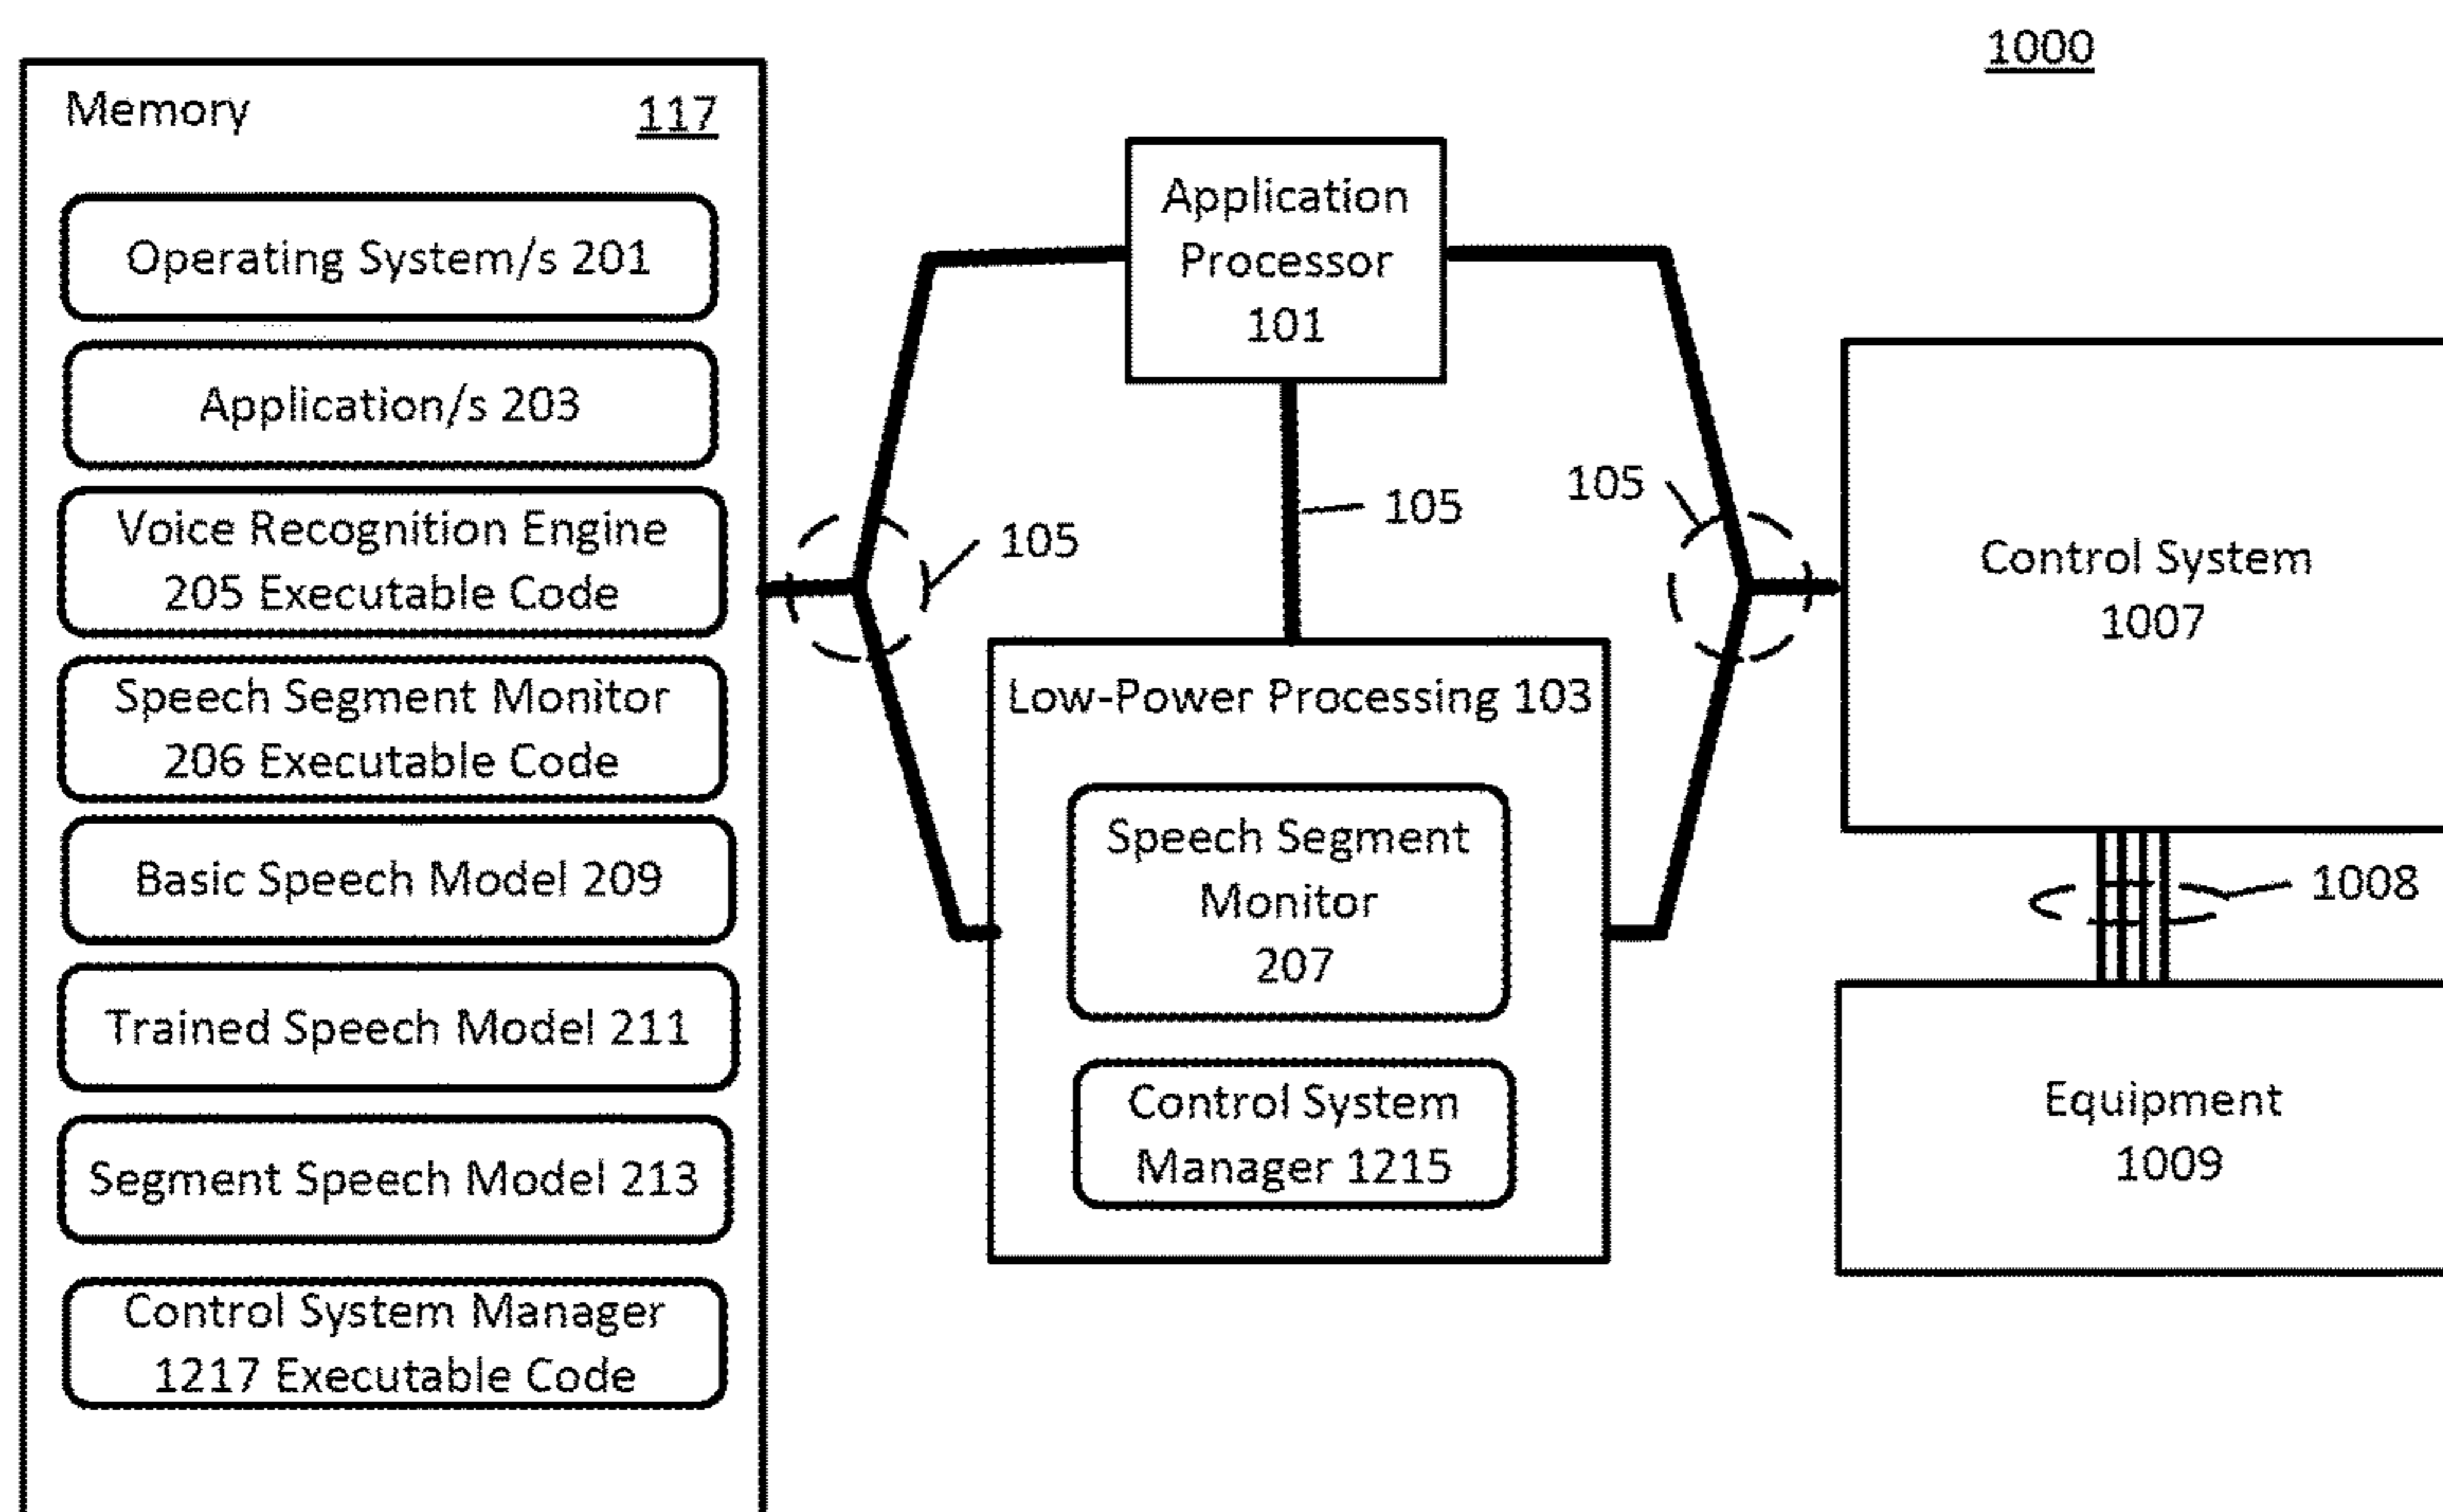 1000
Memory 117
Operating System/s 201
Application/s 203
Voice Recognition Engine
205 Executable Code
Speech Segment Monitor
206 Executable Code
Basic Speech Model 209
Trained Speech Model 211
Segment Speech Model 213
Control System Manager
1217 Executable Code
105
Application
Processor
101
105
105
Low-Power Processing 103
Speech Segment
Monitor
207
Control System
Manager 1215
Control System
1007
1008
Equipment
1009